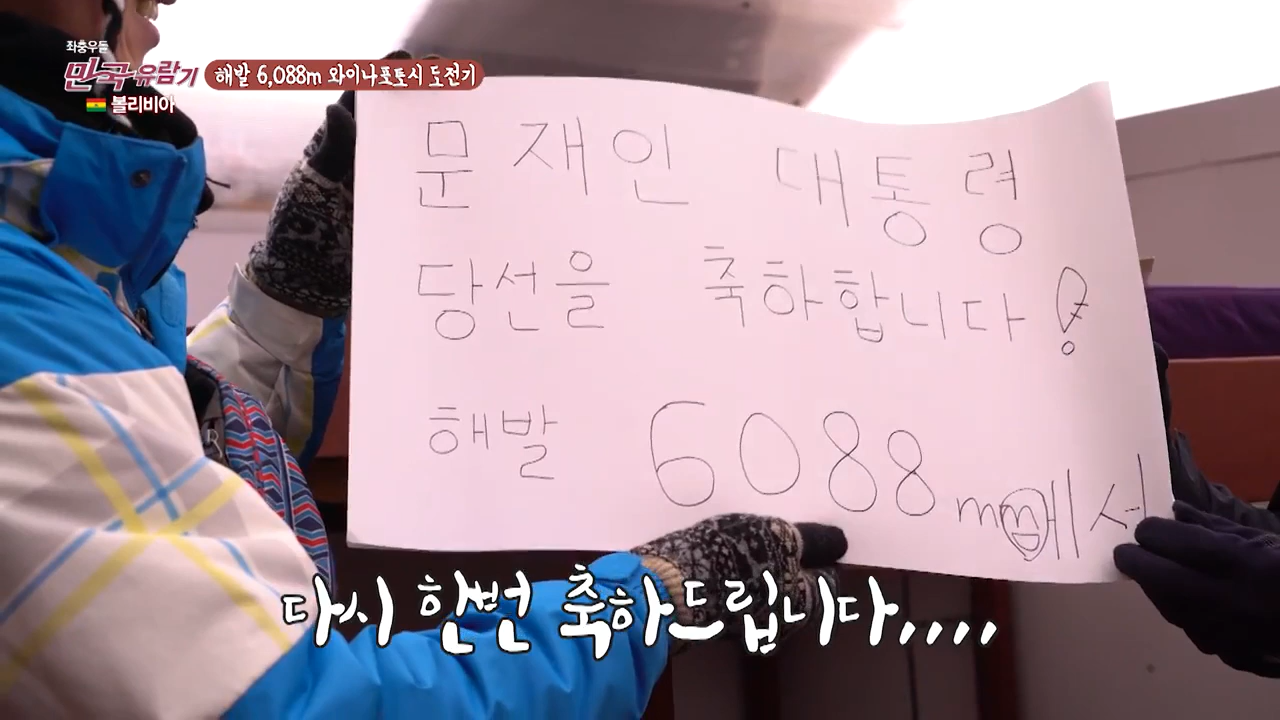 좌충우돌
민국유람기
볼리비아
해발 6,088m 와이나포토시 도전기
문재인 대통령
당선을 축하합니다!
해발 6088m에서
다시 한번 축하드립니다....